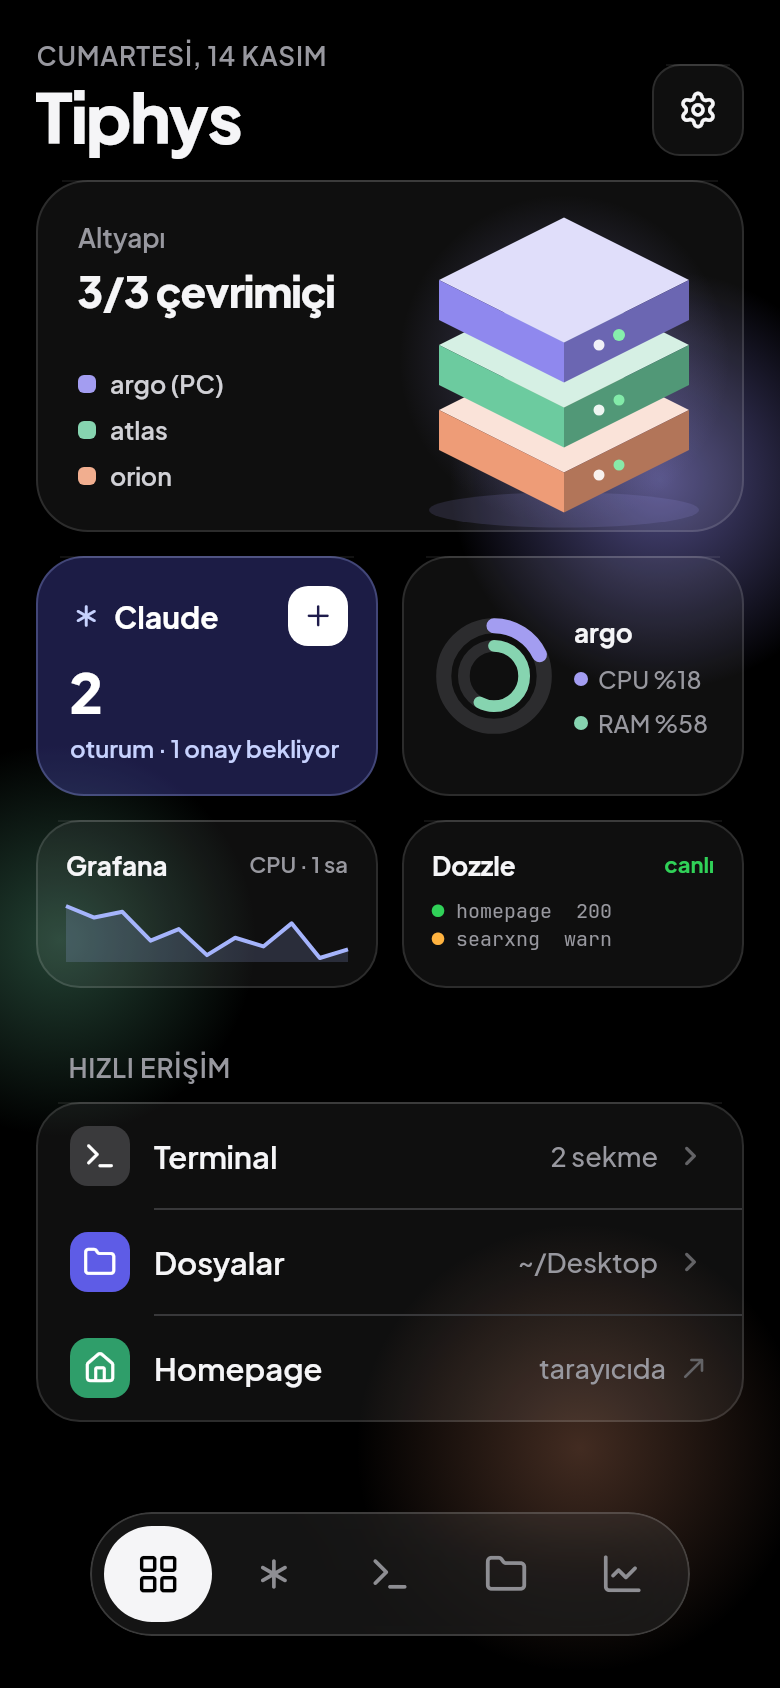 CUMARTESİ, 14 KASIM
Tiphys
Altyapı
3/3 çevrimiçi
argo (PC)
atlas
orion
Claude
2
oturum · 1 onay bekliyor
argo
CPU %18
RAM %58
Grafana CPU · 1 sa
Dozzle canlı
homepage 200
searxng warn
HIZLI ERİŞİM
Terminal 2 sekme
Dosyalar ~/Desktop
Homepage tarayıcıda